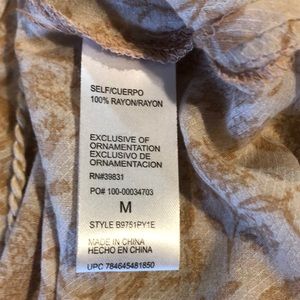 SELF/CUERPO
100% RAYON/RAYON
EXCLUSIVE OF
ORNAMENTATION
EXCLUSIVO DE
ORNAMENTACION
RN#39831
PO# 100-00034703
M
STYLE B9751PY1E
MADE IN CHINA
HECHO EN CHINA
UPC 784645481850